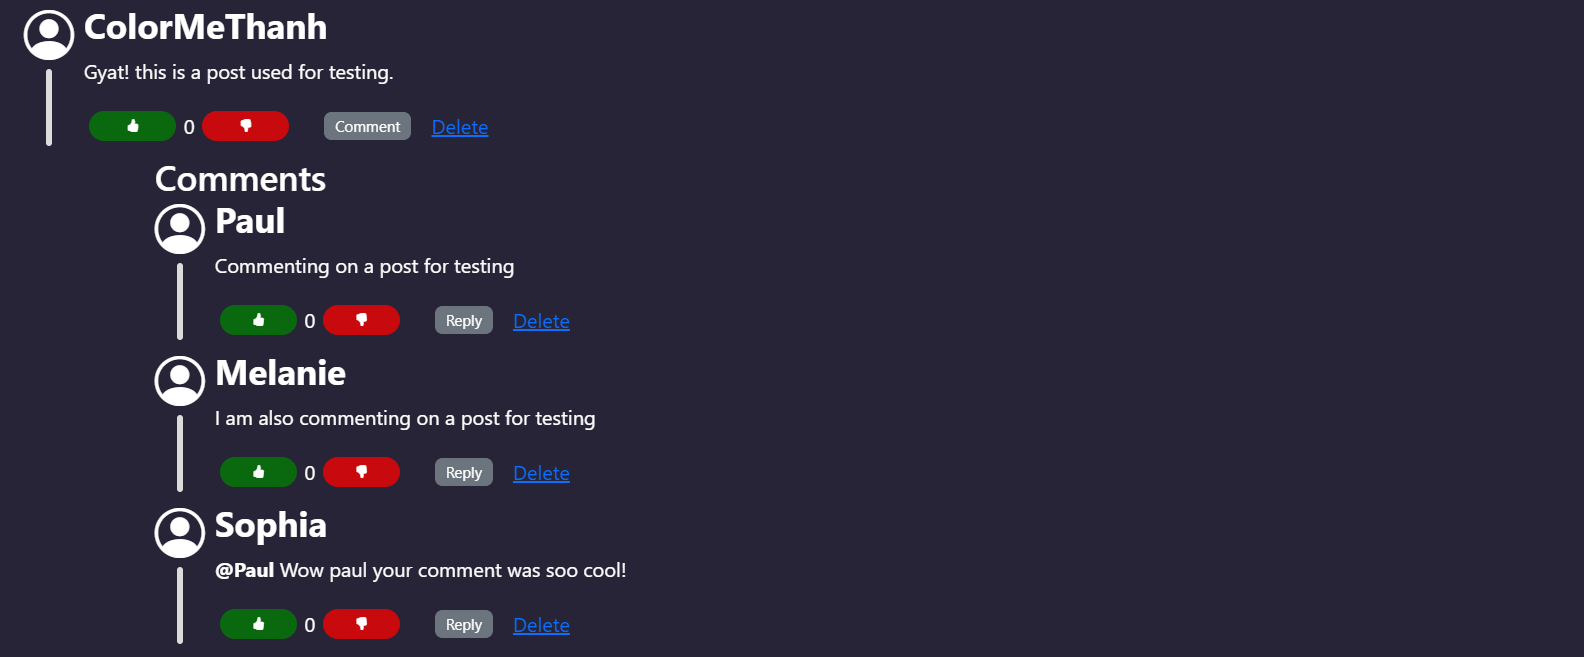 ColorMeThanh
Gyat! this is a post used for testing.
0 Comment Delete
Comments
Paul
Commenting on a post for testing
0 Reply Delete
Melanie
I am also commenting on a post for testing
0 Reply Delete
Sophia
@Paul Wow paul your comment was soo cool!
0 Reply Delete